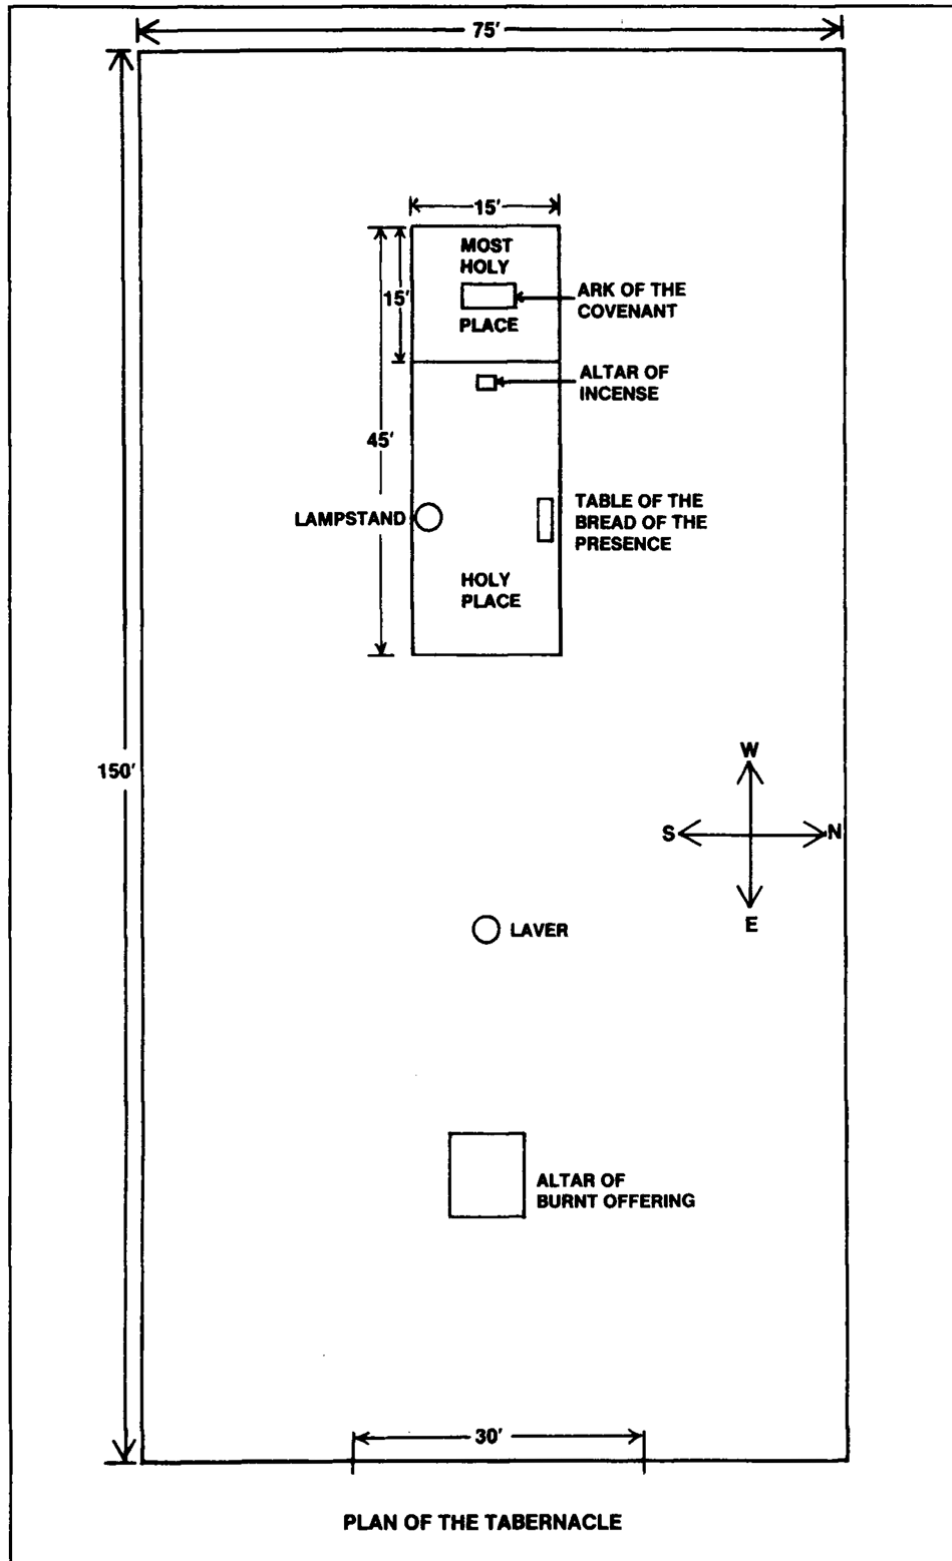 75'
15'
MOST
HOLY
15'
ARK OF THE
COVENANT
PLACE
ALTAR OF
INCENSE
45'
LAMPSTAND
TABLE OF THE
BREAD OF THE
PRESENCE
HOLY
PLACE
W
150'
S
N
E
LAVER
ALTAR OF
BURNT OFFERING
30'
PLAN OF THE TABERNACLE